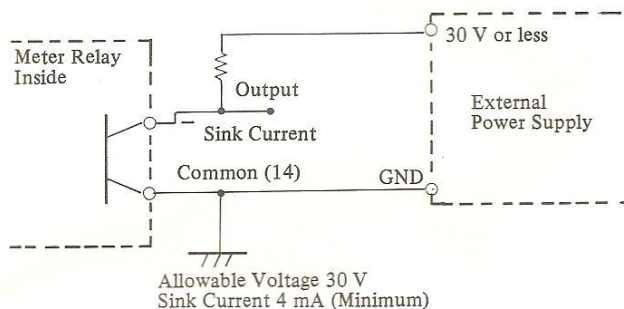 30 V or less
Meter Relay
Inside
Output
External
Power Supply
Sink Current
Common (14)
GND
Allowable Voltage 30 V
Sink Current 4 mA (Minimum)